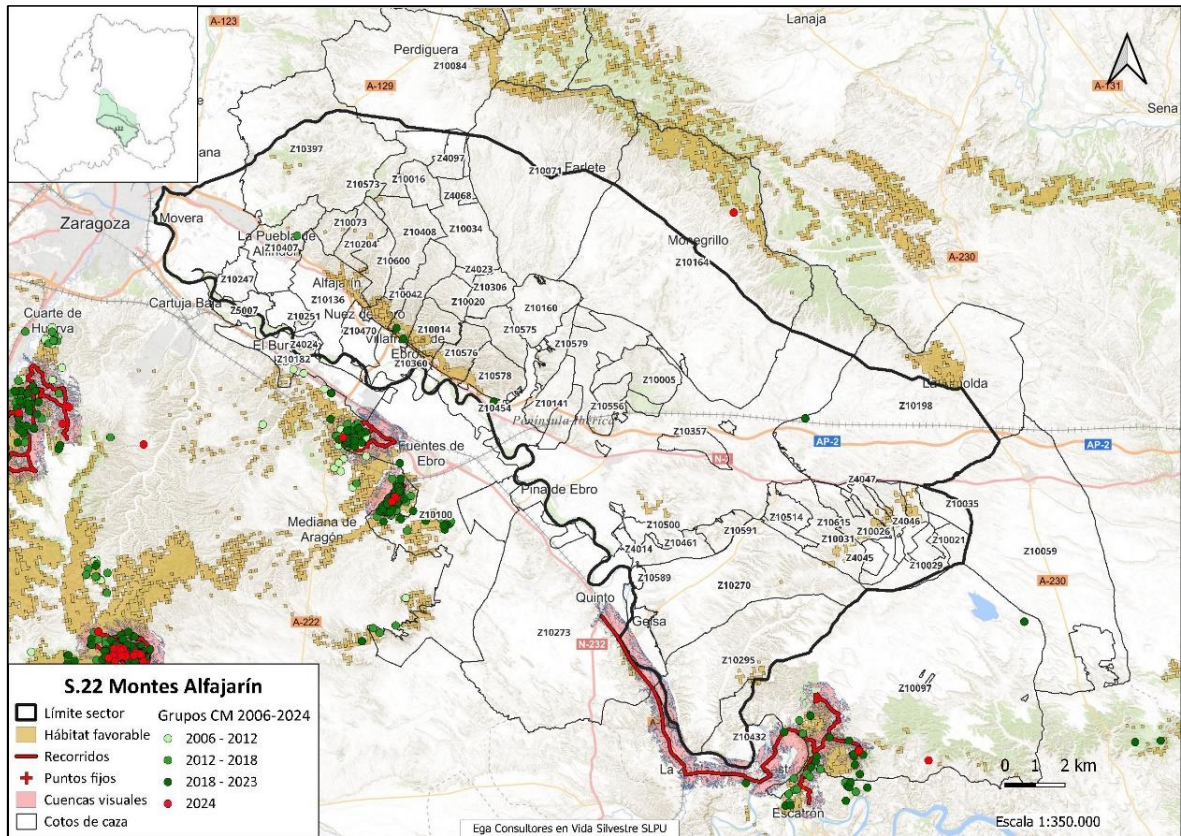 A-123
Lanaja
Perdiguera
Z10084
A-129
A-131
Sena
s22
Z10397
Z4097
Z10071
Farlete
Z10016
Z10573
Z4068
Zaragoza
Movera
Z10073
La Puebla de
Z10407
Z10204
Z10408
Z10034
Monegrillo
Z10164
A-230
Z10600
Z4023
Z10247
Alfajarín
Z10306
Z10136
Z10042
Z10020
Z10160
Cartuja Baja
Z5007
Z10251
Nuez de Ebro
Cuarte de
Huerva
Z10470
Z10014
Z10575
El Bur
Z4024
Villafranca de
Ebro
Z10579
Z10182
Z10360
Z10576
Z10578
Z10005
Z10198
Z10454
Z10141
Z10556
Península Ibérica
Z10357
AP-2
AP-2
Fuentes de
Ebro
N-2
Pina de Ebro
Z4047
Z10035
Z10100
Mediana de
Aragón
Z10500
Z10514
Z10615
Z4046
Z10591
Z10026
Z4014
Z10461
Z10031
Z10021
Z10059
Z4045
Z10029
Z10589
Z10270
A-230
Quinto
A-222
Gelsa
Z10273
N-232
Z10295
Z10097
Z10432
Escatrón
S.22 Montes Alfajarín
Límite sector
Hábitat favorable
Recorridos
Puntos fijos
Cuencas visuales
Cotos de caza
Grupos CM 2006-2024
2006 - 2012
2012 - 2018
2018 - 2023
2024
0 1 2 km
Escala 1:350.000
Ega Consultores en Vida Silvestre SLPU